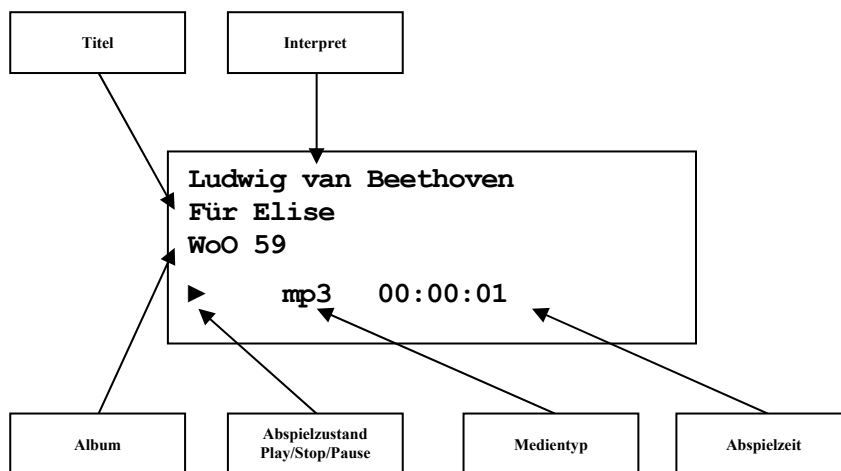 Titel
Interpret
Ludwig van Beethoven
Für Elise
WoO 59
► mp3 00:00:01
Album
Abspielzustand
Play/Stop/Pause
Medientyp
Abspielzeit